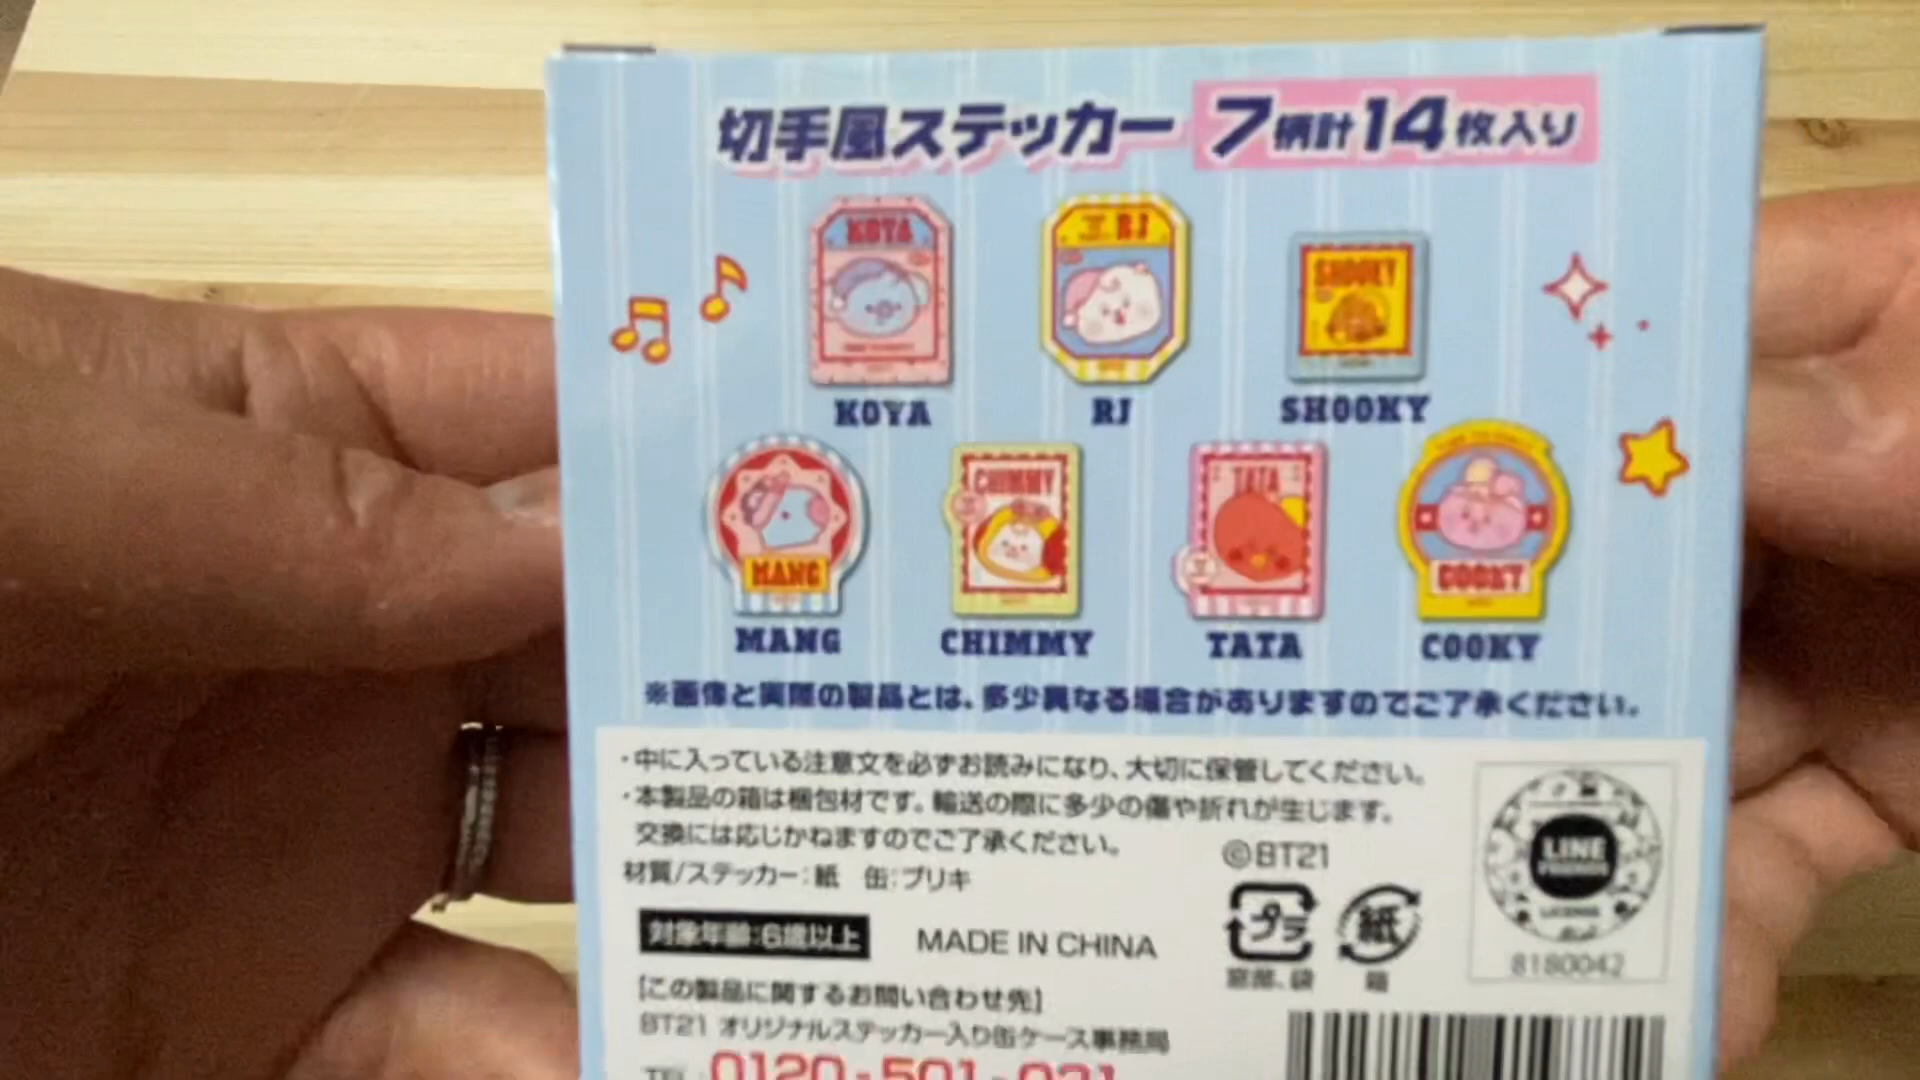 切手風ステッカー 7柄計14枚入り
KOYA
RJ
SHOOKY
KOYA
RJ
SHOOKY
MANG
CHIMMY
TATA
COOKY
MANG
CHIMMY
TATA
COOKY
※画像と実際の製品とは、多少異なる場合がありますのでご了承ください。
・中に入っている注意文を必ずお読みになり、大切に保管してください。
・本製品の箱は梱包材です。輸送の際に多少の傷や折れが生じます。
交換には応じかねますのでご了承ください。
材質/ステッカー:紙 缶:ブリキ
©BT21
対象年齢:6歳以上
MADE IN CHINA
プラ
窓部、袋
紙
箱
LINE
FRIENDS
LICENSE
8180042
[この製品に関するお問い合わせ先]
BT21 オリジナルステッカー入り缶ケース事務局
TEL